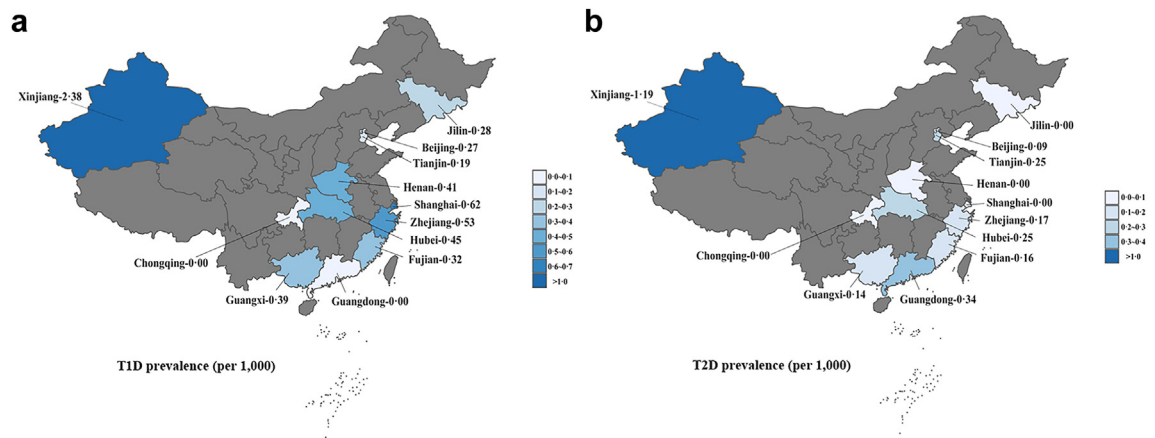 a
Xinjiang-2·38
Jilin-0·28
Beijing-0·27
Tianjin-0·19
Henan-0·41
Shanghai-0·62
Zhejiang-0·53
Hubei-0·45
Fujian-0·32
Chongqing-0·00
Guangxi-0·39
Guangdong-0·00
0·0-0·1
0·1-0·2
0·2-0·3
0·3-0·4
0·4-0·5
0·5-0·6
0·6-0·7
>1·0
T1D prevalence (per 1,000)
b
Xinjiang-1·19
Jilin-0·00
Beijing-0·09
Tianjin-0·25
Henan-0·00
Shanghai-0·00
Zhejiang-0·17
Hubei-0·25
Fujian-0·16
Chongqing-0·00
Guangxi-0·14
Guangdong-0·34
0·0-0·1
0·1-0·2
0·2-0·3
0·3-0·4
>1·0
T2D prevalence (per 1,000)